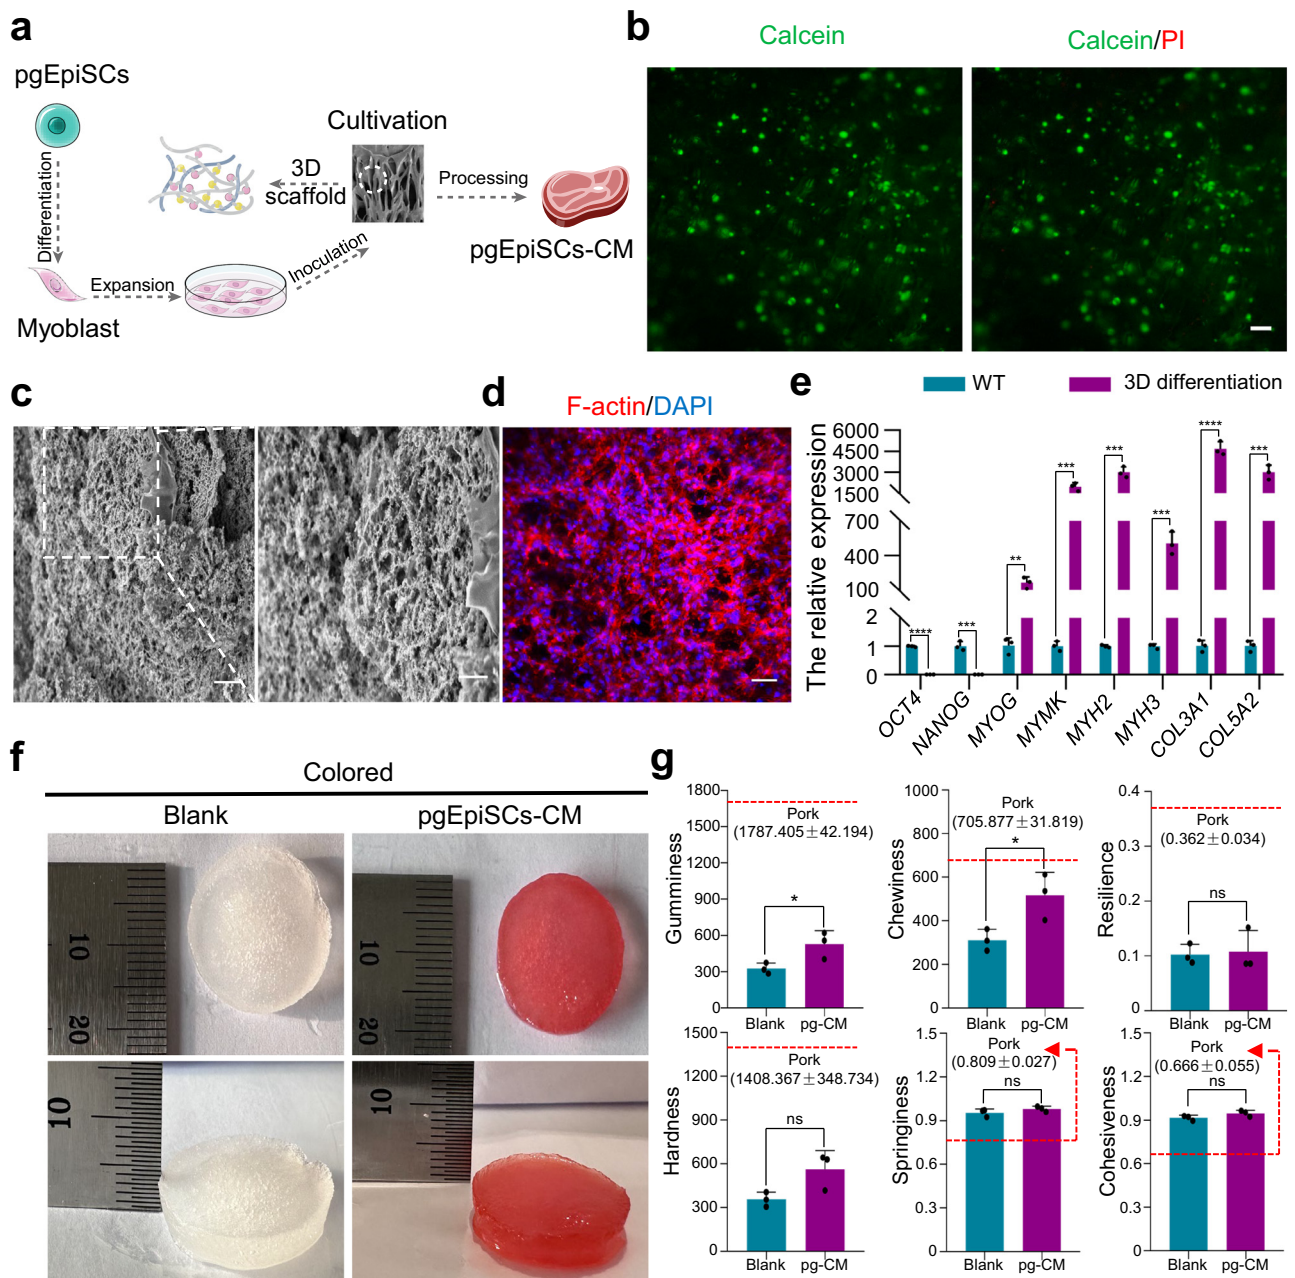 a
pgEpiSCs
Differentiation
Myoblast
Expansion
Inoculation
Cultivation
3D
scaffold
Processing
pgEpiSCs-CM
b
Calcein
Calcein/PI
c
d
F-actin/DAPI
e
WT
3D differentiation
The relative expression
6000
4500
3000
1500
700
400
100
2
1
0
****
***
**
***
***
***
****
***
OCT4
NANOG
MYOG
MYMK
MYH2
MYH3
COL3A1
COL5A2
f
Colored
Blank
pgEpiSCs-CM
10
20
10
20
10
10
g
Gumminess
1800
1500
1200
900
600
300
0
Pork
(1787.405±42.194)
*
Blank
pg-CM
Chewiness
1000
800
600
400
200
0
Pork
(705.877±31.819)
*
Blank
pg-CM
Resilience
0.4
0.3
0.2
0.1
0
Pork
(0.362±0.034)
ns
Blank
pg-CM
Hardness
1500
1200
900
600
300
0
Pork
(1408.367±348.734)
ns
Blank
pg-CM
Springiness
1.5
1.2
0.9
0.6
0.3
0
Pork
(0.809±0.027)
ns
Blank
pg-CM
Cohesiveness
1.5
1.2
0.9
0.6
0.3
0
Pork
(0.666±0.055)
ns
Blank
pg-CM